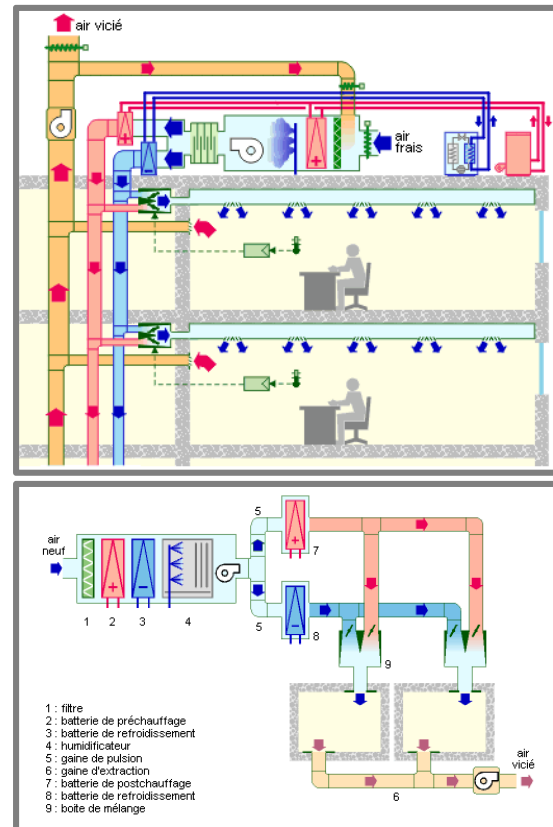 air vicié
air
frais
air
neuf
5
7
1
2
3
4
5
8
9
1 : filtre
2 : batterie de préchauffage
3 : batterie de refroidissement
4 : humidificateur
5 : gaine de pulsion
6 : gaine d'extraction
7 : batterie de postchauffage
8 : batterie de refroidissement
9 : boite de mélange
air
vicié
6